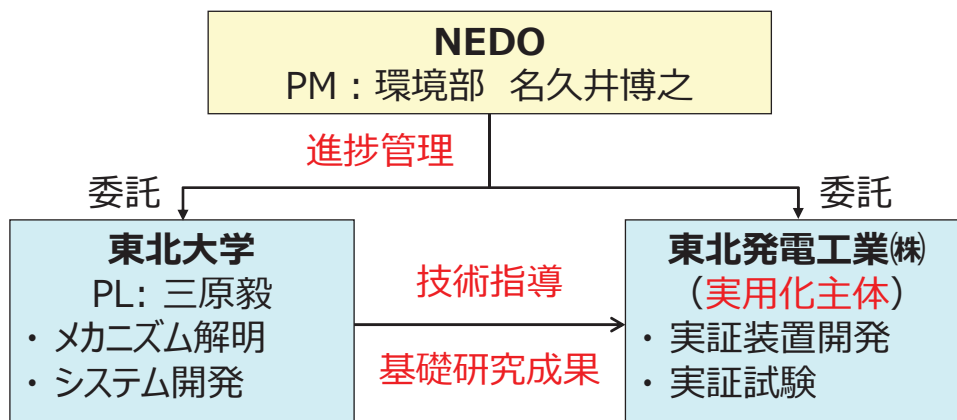 NEDO
PM：環境部 名久井博之
進捗管理
委託
委託
東北大学
PL: 三原毅
・メカニズム解明
・システム開発
技術指導
基礎研究成果
東北発電工業㈱
（実用化主体）
・実証装置開発
・実証試験